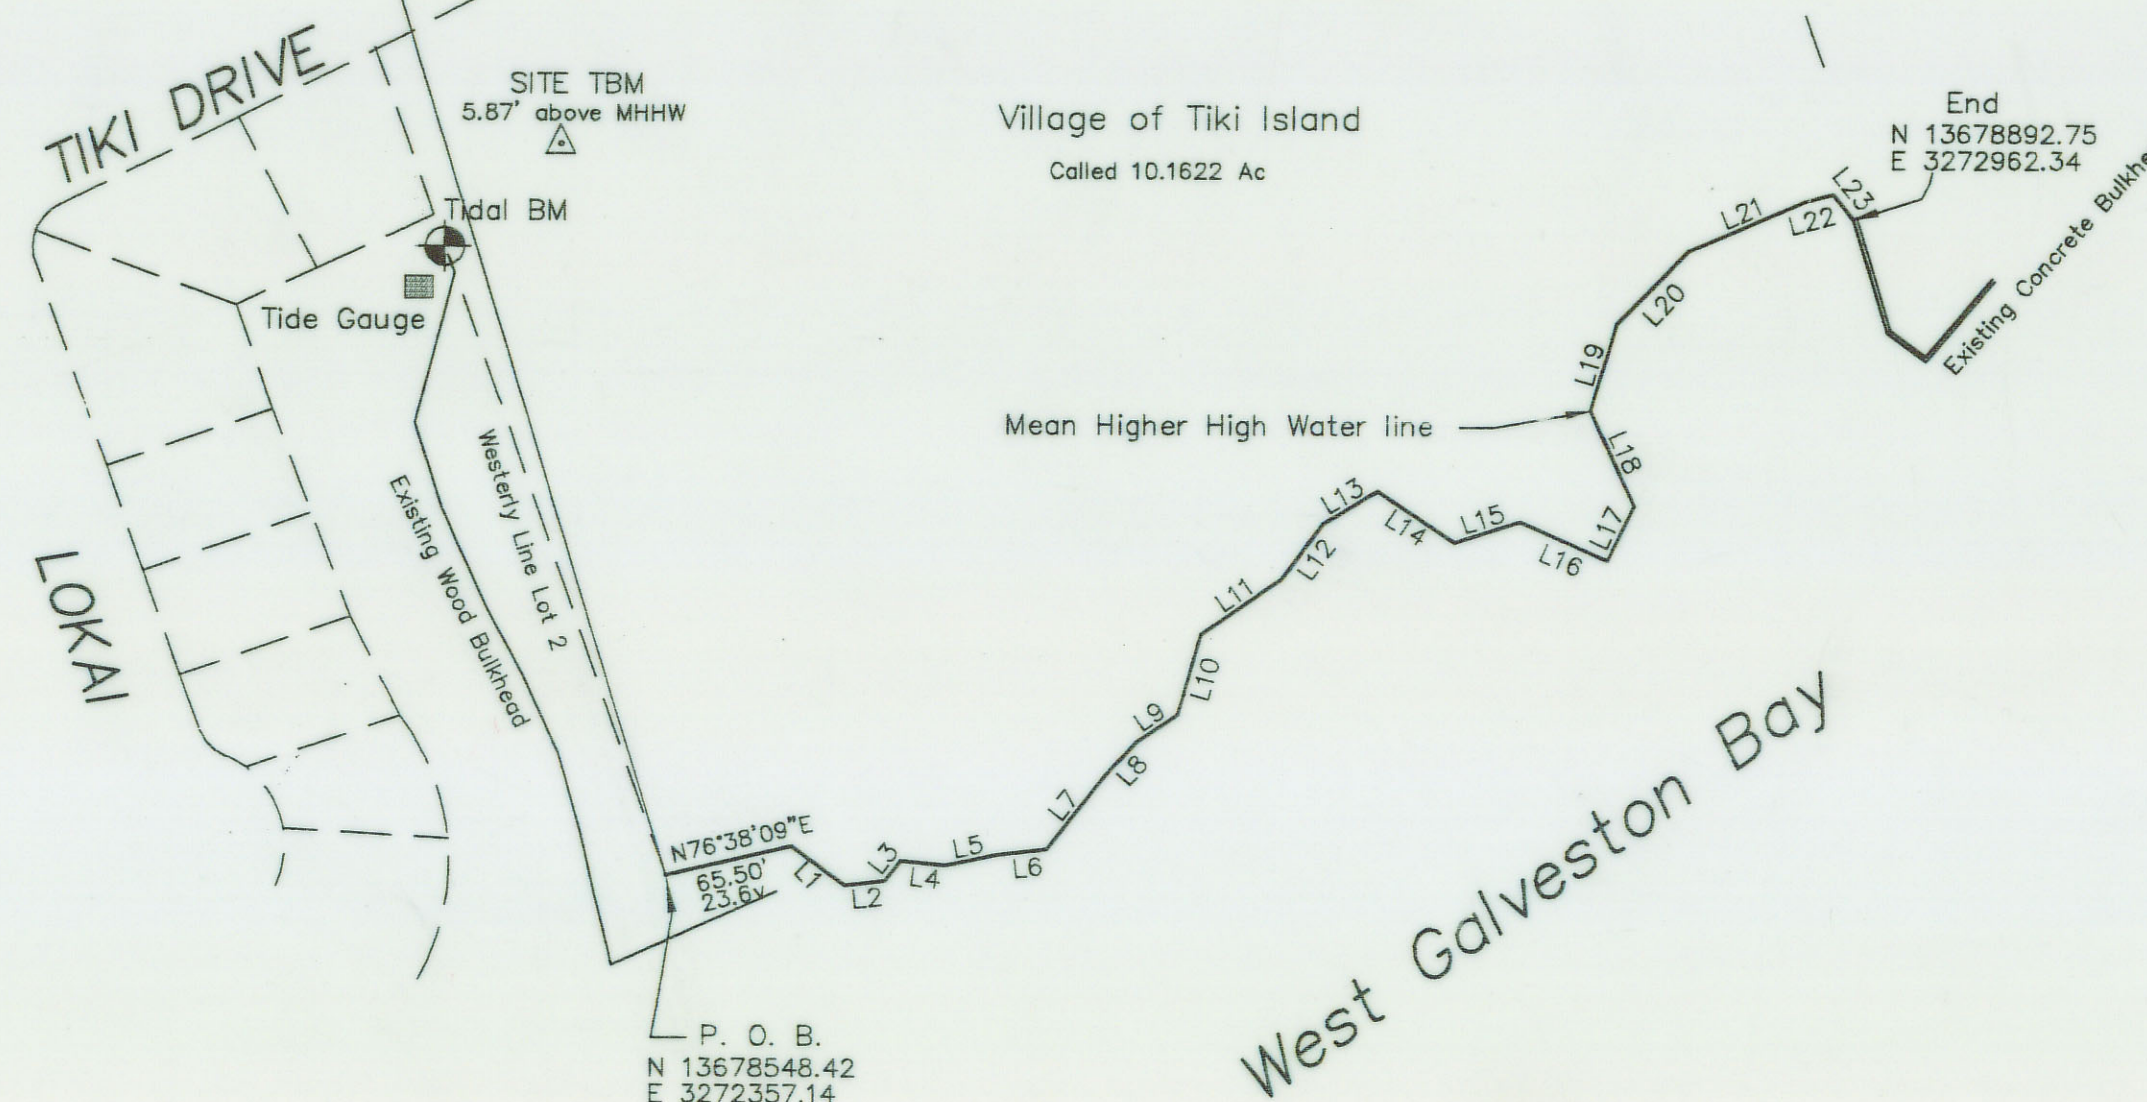 TIKI DRIVE
SITE TBM
5.87' above MHHW
Village of Tiki Island
Called 10.1622 Ac
End
N 13678892.75
E 3272962.34
Tidal BM
Tide Gauge
Existing Concrete
Mean Higher High Water line
Westerly Line Lot 2
Existing Wood Bulkhead
LOKAI
N76°38'09"E
65.50'
L1
L2
L3
L4
L5
L6
L7
L8
L9
L10
L11
L12
L13
L14
L15
L16
L17
L18
L19
L20
L21
L22
L23
West Galveston Bay
P. O. B.
N 13678548.42
E 3272357.14